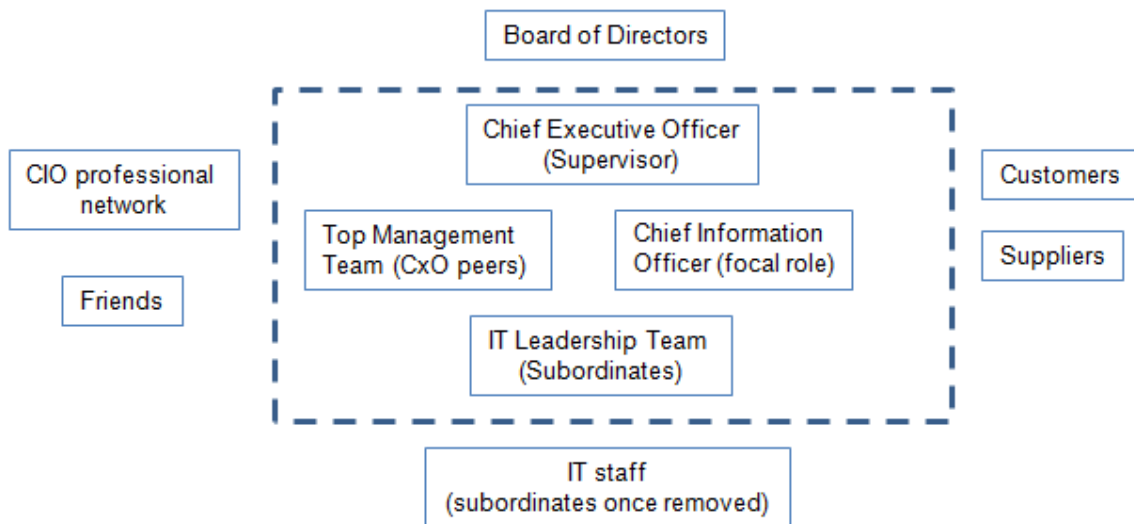 Board of Directors
Chief Executive Officer
(Supervisor)
CIO professional
network
Customers
Top Management
Team (CxO peers)
Chief Information
Officer (focal role)
Suppliers
Friends
IT Leadership Team
(Subordinates)
IT staff
(subordinates once removed)